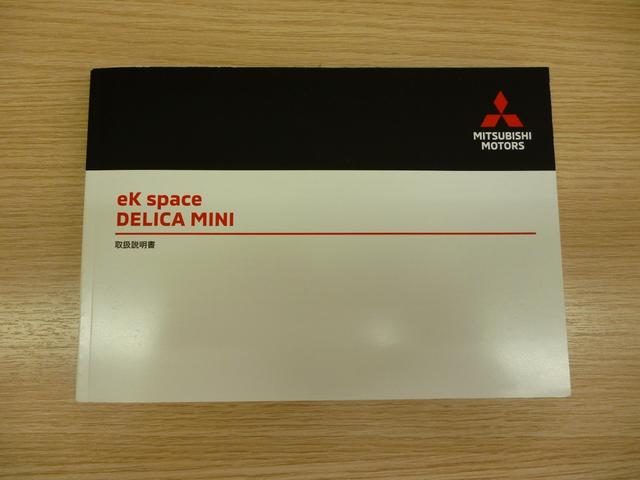 MITSUBISHI
MOTORS
eK space
DELICA MINI
取扱説明書